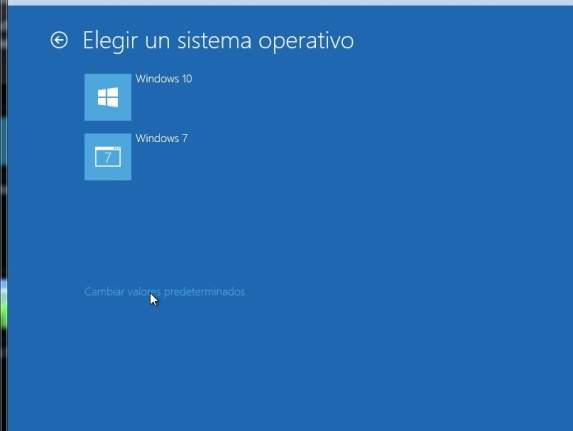 Elegir un sistema operativo
Windows 10
Windows 7
7
Cambiar valores predeterminados